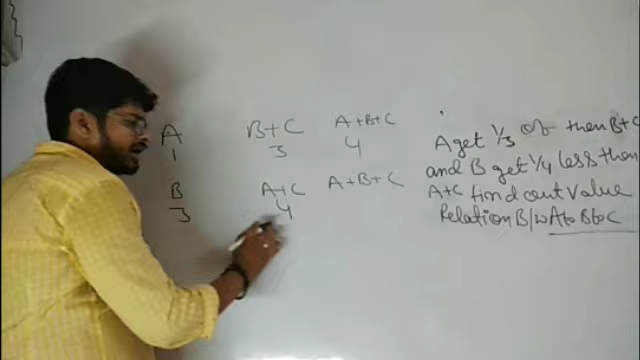 A B+C A+B+C
1 3 4
B A+C A+B+C
3 4
A get 1/3 of then B+C
and B get 1/4 less then
A+C find out value
Relation B/w A to B to C